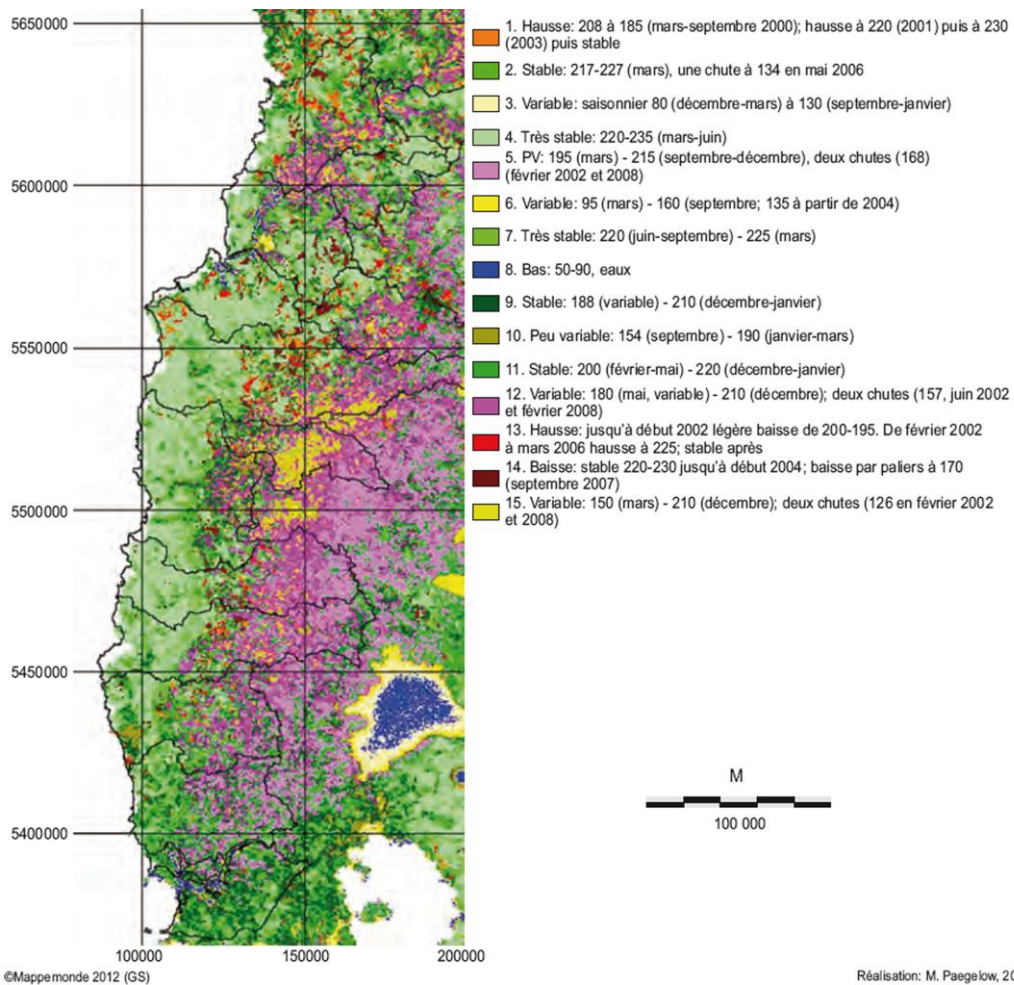 5650000
5600000
5550000
5500000
5450000
5400000
100000
150000
200000
1. Hausse: 208 à 185 (mars-septembre 2000); hausse à 220 (2001) puis à 230
(2003) puis stable
2. Stable: 217-227 (mars), une chute à 134 en mai 2006
3. Variable: saisonnier 80 (décembre-mars) à 130 (septembre-janvier)
4. Très stable: 220-235 (mars-juin)
5. PV: 195 (mars) - 215 (septembre-décembre), deux chutes (168)
(février 2002 et 2008)
6. Variable: 95 (mars) - 160 (septembre; 135 à partir de 2004)
7. Très stable: 220 (juin-septembre) - 225 (mars)
8. Bas: 50-90, eaux
9. Stable: 188 (variable) - 210 (décembre-janvier)
10. Peu variable: 154 (septembre) - 190 (janvier-mars)
11. Stable: 200 (février-mai) - 220 (décembre-janvier)
12. Variable: 180 (mai, variable) - 210 (décembre); deux chutes (157, juin 2002
et février 2008)
13. Hausse: jusqu'à début 2002 légère baisse de 200-195. De février 2002
à mars 2006 hausse à 225; stable après
14. Baisse: stable 220-230 jusqu'à début 2004; baisse par paliers à 170
(septembre 2007)
15. Variable: 150 (mars) - 210 (décembre); deux chutes (126 en février 2002
et 2008)
M
100 000
©Mappemonde 2012 (GS)
Réalisation: M. Paegelow,